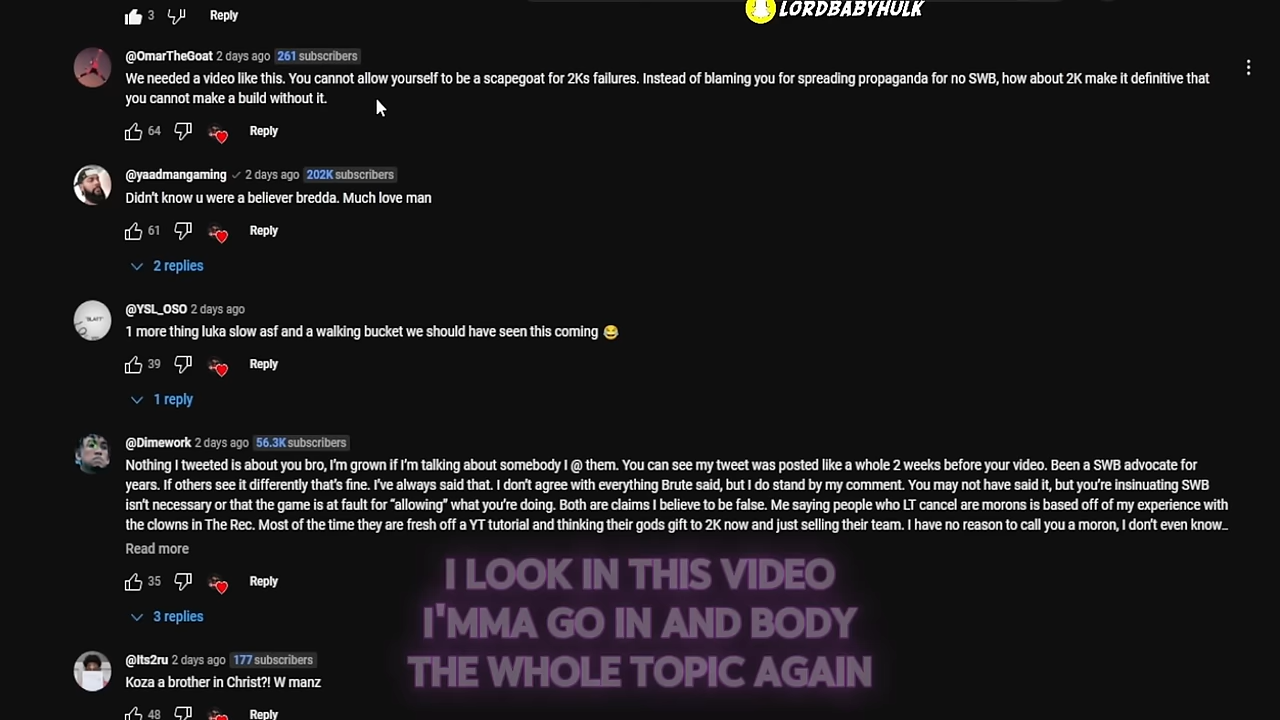 LORDBABYHULK
3 Reply
@OmarTheGoat 2 days ago 261 subscribers
We needed a video like this. You cannot allow yourself to be a scapegoat for 2Ks failures. Instead of blaming you for spreading propaganda for no SWB, how about 2K make it definitive that
you cannot make a build without it.
64 Reply
@yaadmangaming 2 days ago 202K subscribers
Didn't know u were a believer bredda. Much love man
61 Reply
2 replies
@YSL_OSO 2 days ago
1 more thing luka slow asf and a walking bucket we should have seen this coming 😂
39 Reply
1 reply
@Dimework 2 days ago 56.3K subscribers
Nothing I tweeted is about you bro, I'm grown if I'm talking about somebody I @ them. You can see my tweet was posted like a whole 2 weeks before your video. Been a SWB advocate for
years. If others see it differently that's fine. I've always said that. I don't agree with everything Brute said, but I do stand by my comment. You may not have said it, but you're insinuating SWB
isn't necessary or that the game is at fault for “allowing” what you're doing. Both are claims I believe to be false. Me saying people who LT cancel are morons is based off of my experience with
the clowns in The Rec. Most of the time they are fresh off a YT tutorial and thinking their gods gift to 2K now and just selling their team. I have no reason to call you a moron, I don't even know...
Read more
35 Reply
3 replies
I LOOK IN THIS VIDEO
I'MMA GO IN AND BODY
THE WHOLE TOPIC AGAIN
@Its2ru 2 days ago 177 subscribers
Koza a brother in Christ?! W manz
48 Reply